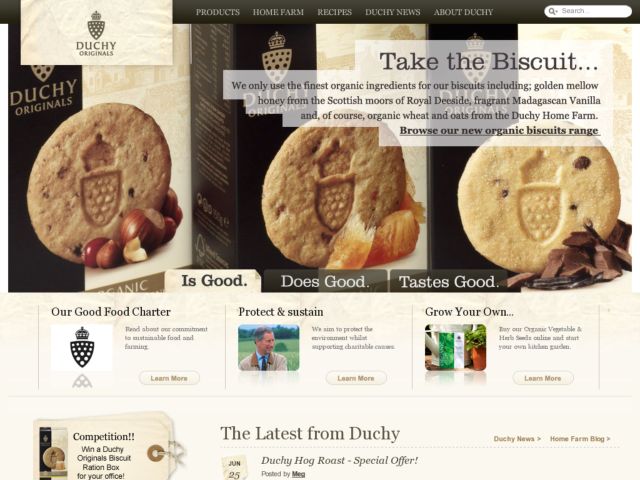 DUCHY
ORIGINALS
PRODUCTS
HOME FARM
RECIPES
DUCHY NEWS
ABOUT DUCHY
Search...
DUCHY
ORIGINALS
Take the Biscuit...
We only use the finest organic ingredients for our biscuits including; golden mellow
honey from the Scottish moors of Royal Deeside, fragrant Madagascan Vanilla
and, of course, organic wheat and oats from the Duchy Home Farm.
Browse our new organic biscuits range
Is Good.
Does Good.
Tastes Good.
Our Good Food Charter
Read about our commitment
to sustainable food and
farming.
Learn More
Protect & sustain
We aim to protect the
environment whilst
supporting charitable causes.
Learn More
Grow Your Own...
Buy our Organic Vegetable &
Herb Seeds online and start
your own kitchen garden.
Learn More
Competition!!
Win a Duchy
Originals Biscuit
Ration Box
for your office!
The Latest from Duchy
Duchy News >
Home Farm Blog >
JUN
25
Duchy Hog Roast - Special Offer!
Posted by Meg